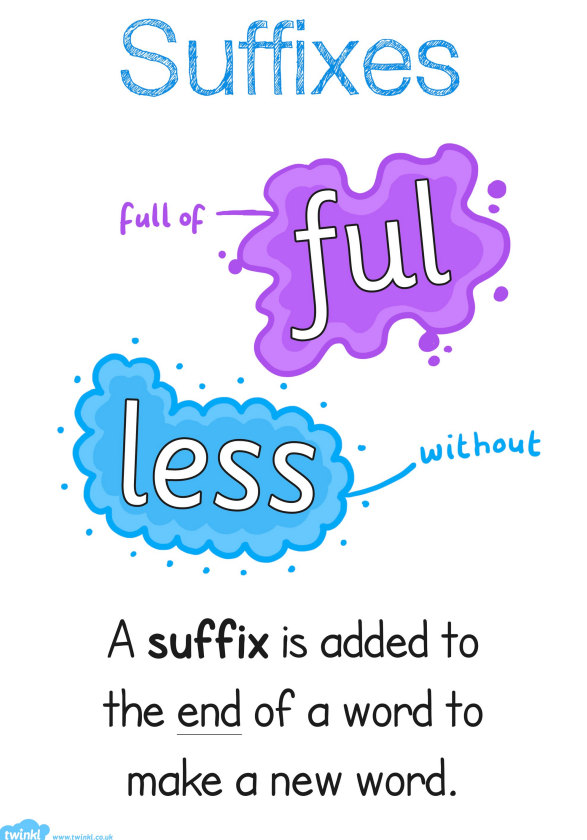 Suffixes
full of
ful
less
without
A suffix is added to
the end of a word to
make a new word.
twinkl www.twinkl.co.uk